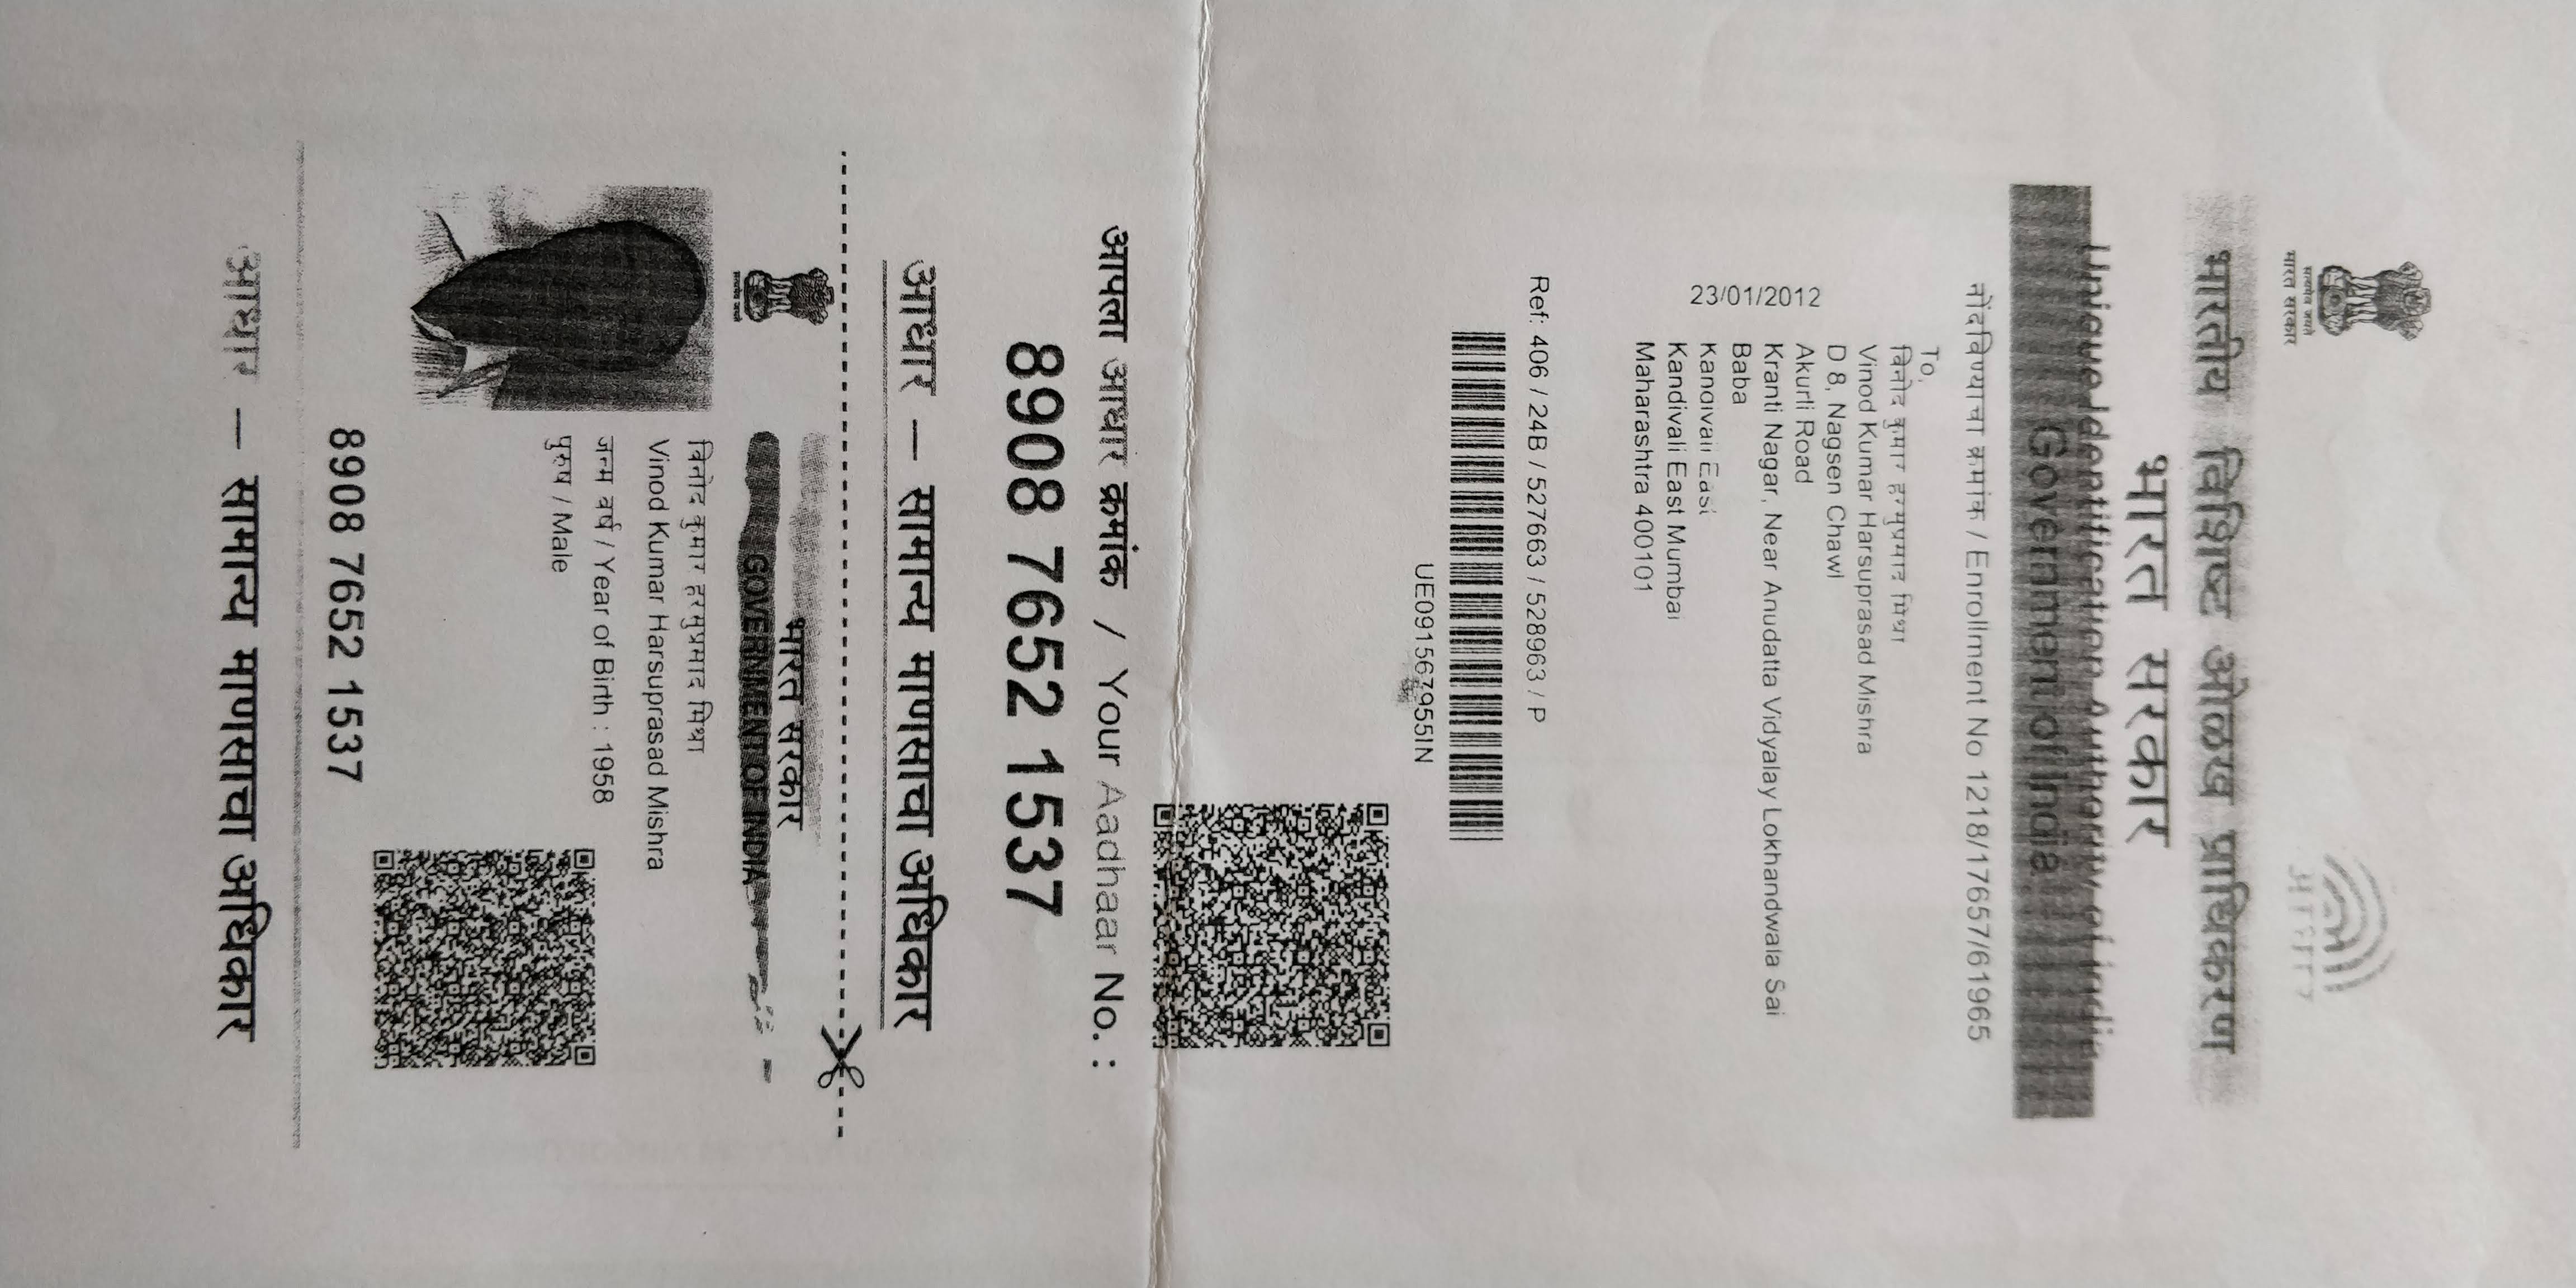 सत्यमेव जयते
भारत सरकार
भारतीय विशिष्ट ओळख प्राधिकरण
भारत सरकार
Unique Identification Authority of India
Government of India
नोंदविण्याचा क्रमांक / Enrollment No 1218/17657/61965
To,
विनोद कुमार हरसुप्रसाद मिश्रा
Vinod Kumar Harsuprasad Mishra
D 8, Nagsen Chawl
Akurli Road
Kranti Nagar, Near Anudatta Vidyalay Lokhandwala Sai
Baba
Kandivali East
Kandivali East Mumbai
Maharashtra 400101
23/01/2012
Ref: 406 / 24B / 527663 / 528963 / P
UE091567955IN
आपला आधार क्रमांक / Your Aadhaar No. :
8908 7652 1537
आधार — सामान्य माणसाचा अधिकार
भारत सरकार
GOVERNMENT OF INDIA
विनोद कुमार हरसुप्रसाद मिश्रा
Vinod Kumar Harsuprasad Mishra
जन्म वर्ष / Year of Birth : 1958
पुरुष / Male
8908 7652 1537
आधार — सामान्य माणसाचा अधिकार